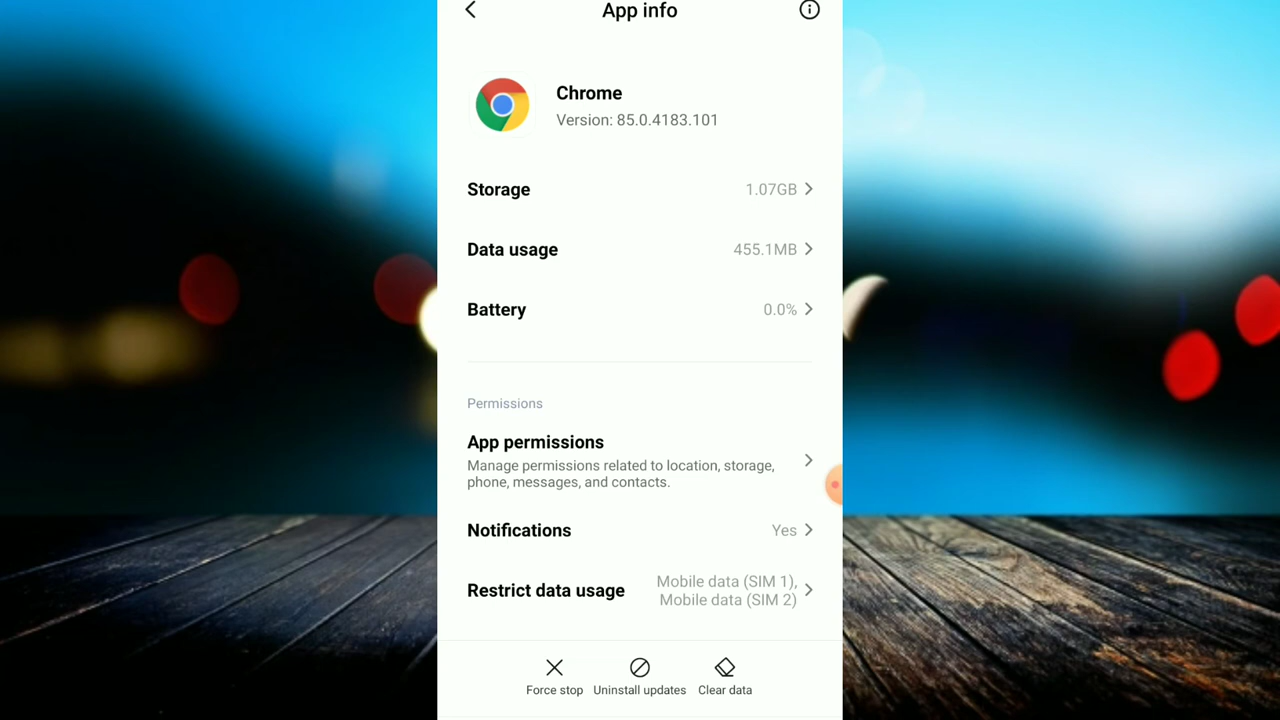 App info
Chrome
Version: 85.0.4183.101
Storage 1.07GB
Data usage 455.1MB
Battery 0.0%
Permissions
App permissions
Manage permissions related to location, storage,
phone, messages, and contacts.
Notifications Yes
Restrict data usage Mobile data (SIM 1),
Mobile data (SIM 2)
Force stop Uninstall updates Clear data